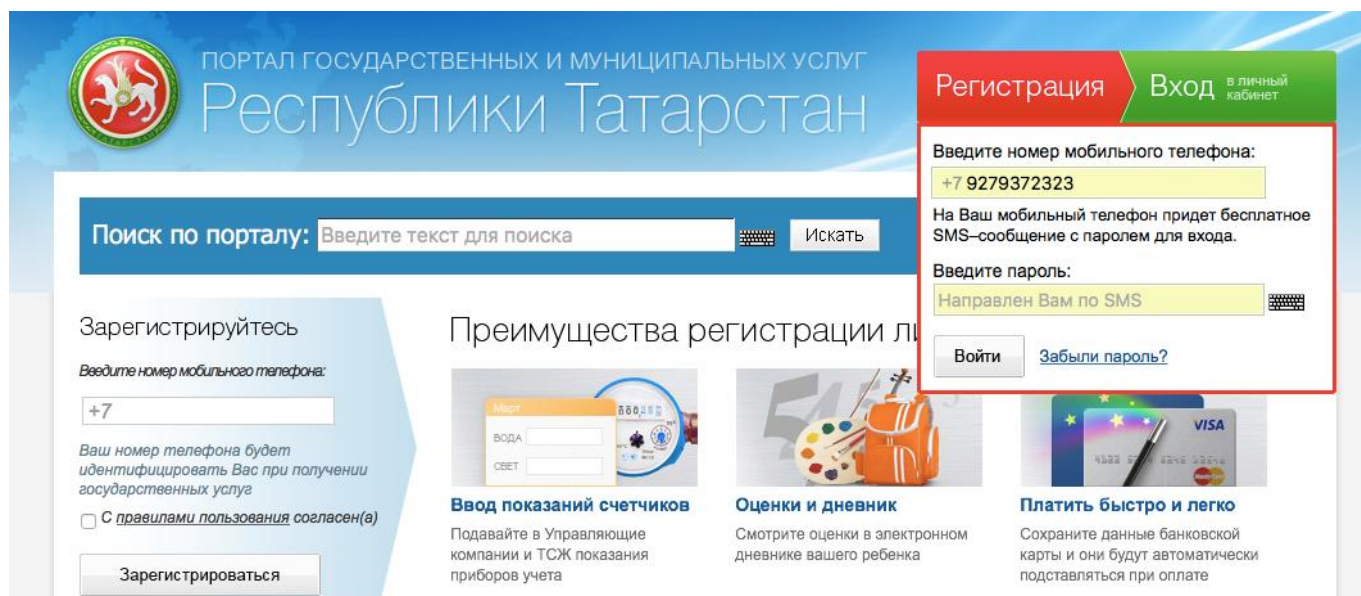 ПОРТАЛ ГОСУДАРСТВЕННЫХ И МУНИЦИПАЛЬНЫХ УСЛУГ
Республики Татарстан
Регистрация
Вход в личный
кабинет
Введите номер мобильного телефона:
+7 9279372323
На Ваш мобильный телефон придет бесплатное
SMS–сообщение с паролем для входа.
Введите пароль:
Направлен Вам по SMS
Войти Забыли пароль?
Поиск по порталу: Введите текст для поиска Искать
Зарегистрируйтесь
Введите номер мобильного телефона:
+7
Ваш номер телефона будет
идентифицировать Вас при получении
государственных услуг
С правилами пользования согласен(а)
Зарегистрироваться
Преимущества регистрации
Март
ВОДА
СВЕТ
Ввод показаний счетчиков
Подавайте в Управляющие
компании и ТСЖ показания
приборов учета
Оценки и дневник
Смотрите оценки в электронном
дневнике вашего ребенка
VISA
MasterCard
Платить быстро и легко
Сохраните данные банковской
карты и они будут автоматически
подставляться при оплате